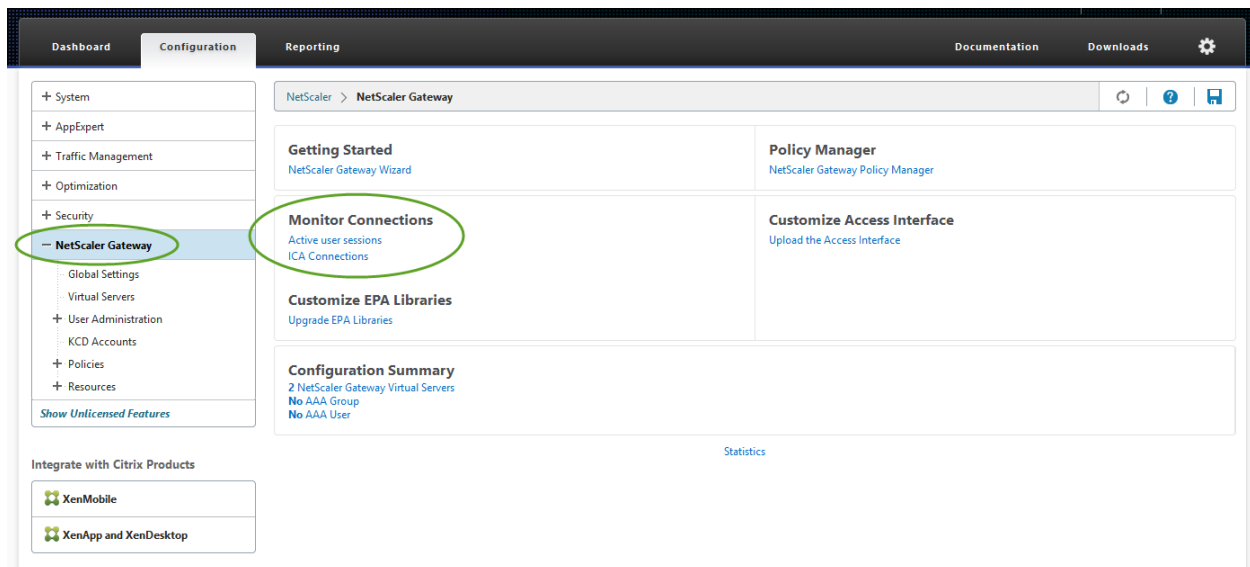 Dashboard
Configuration
Reporting
Documentation
Downloads
+ System
+ AppExpert
+ Traffic Management
+ Optimization
+ Security
− NetScaler Gateway
Global Settings
Virtual Servers
+ User Administration
KCD Accounts
+ Policies
+ Resources
Show Unlicensed Features
Integrate with Citrix Products
XenMobile
XenApp and XenDesktop
NetScaler > NetScaler Gateway
Getting Started
NetScaler Gateway Wizard
Policy Manager
NetScaler Gateway Policy Manager
Monitor Connections
Active user sessions
ICA Connections
Customize Access Interface
Upload the Access Interface
Customize EPA Libraries
Upgrade EPA Libraries
Configuration Summary
2 NetScaler Gateway Virtual Servers
No AAA Group
No AAA User
Statistics